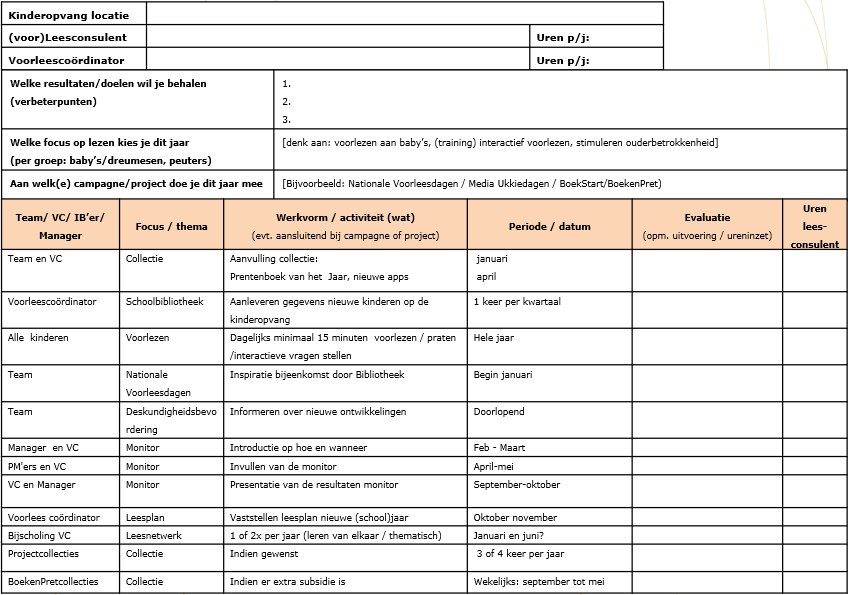 Kinderopvang locatie
(voor)Leesconsulent Uren p/j:
Voorleescoördinator Uren p/j:
Welke resultaten/doelen wil je behalen 1.
(verbeterpunten) 2.
3.
Welke focus op lezen kies je dit jaar [denk aan: voorlezen aan baby's, (training) interactief voorlezen, stimuleren ouderbetrokkenheid]
(per groep: baby's/dreumesen, peuters)
Aan welk(e) campagne/project doe je dit jaar mee [Bijvoorbeeld: Nationale Voorleesdagen / Media Ukkiedagen / BoekStart/BoekenPret)
Team/ VC/ IB'er/ Manager Focus / thema Werkvorm / activiteit (wat) Periode / datum Evaluatie Uren lees-consulent
(evt. aansluitend bij campagne of project) (opm. uitvoering / ureninzet)
Team en VC Collectie Aanvulling collectie: januari
Prentenboek van het Jaar, nieuwe apps april
Voorleescoördinator Schoolbibliotheek Aanleveren gegevens nieuwe kinderen op de 1 keer per kwartaal
kinderopvang
Alle kinderen Voorlezen Dagelijks minimaal 15 minuten voorlezen / praten Hele jaar
/interactieve vragen stellen
Team Nationale Inspiratie bijeenkomst door Bibliotheek Begin januari
Voorleesdagen
Team Deskundigheidsbevo Informeren over nieuwe ontwikkelingen Doorlopend
rdering
Manager en VC Monitor Introductie op hoe en wanneer Feb - Maart
PM'ers en VC Monitor Invullen van de monitor April-mei
VC en Manager Monitor Presentatie van de resultaten monitor September-oktober
Voorlees coördinator Leesplan Vaststellen leesplan nieuwe (school)jaar Oktober november
Bijscholing VC Leesnetwerk 1 of 2x per jaar (leren van elkaar / thematisch) Januari en juni?
Projectcollecties Collectie Indien gewenst 3 of 4 keer per jaar
BoekenPretcollecties Collectie Indien er extra subsidie is Wekelijks: september tot mei